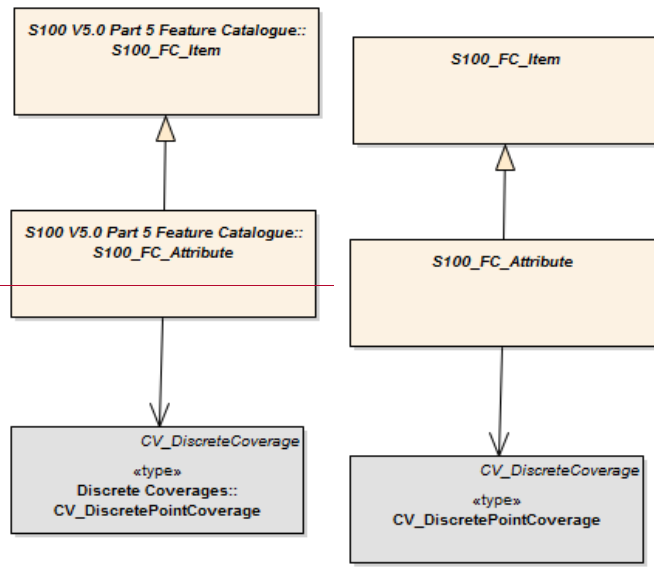 S100 V5.0 Part 5 Feature Catalogue::
S100_FC_Item
S100 V5.0 Part 5 Feature Catalogue::
S100_FC_Attribute
CV_DiscreteCoverage
«type»
Discrete Coverages::
CV_DiscretePointCoverage
S100_FC_Item
S100_FC_Attribute
CV_DiscreteCoverage
«type»
CV_DiscretePointCoverage